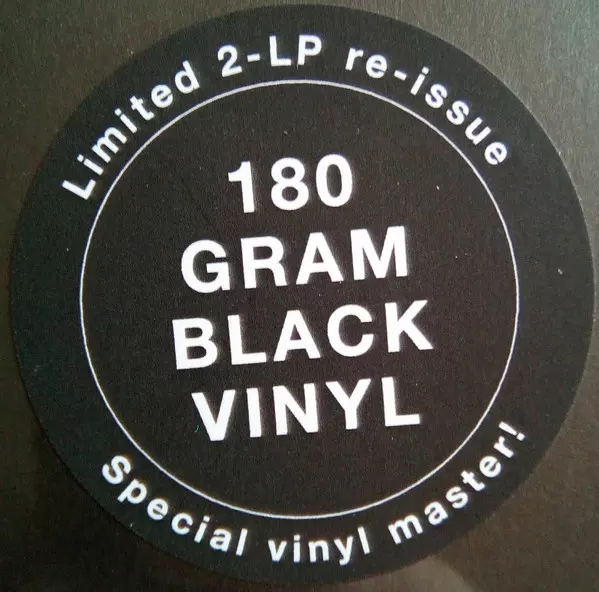 Limited 2-LP re-issue
180
GRAM
BLACK
VINYL
Special vinyl master!